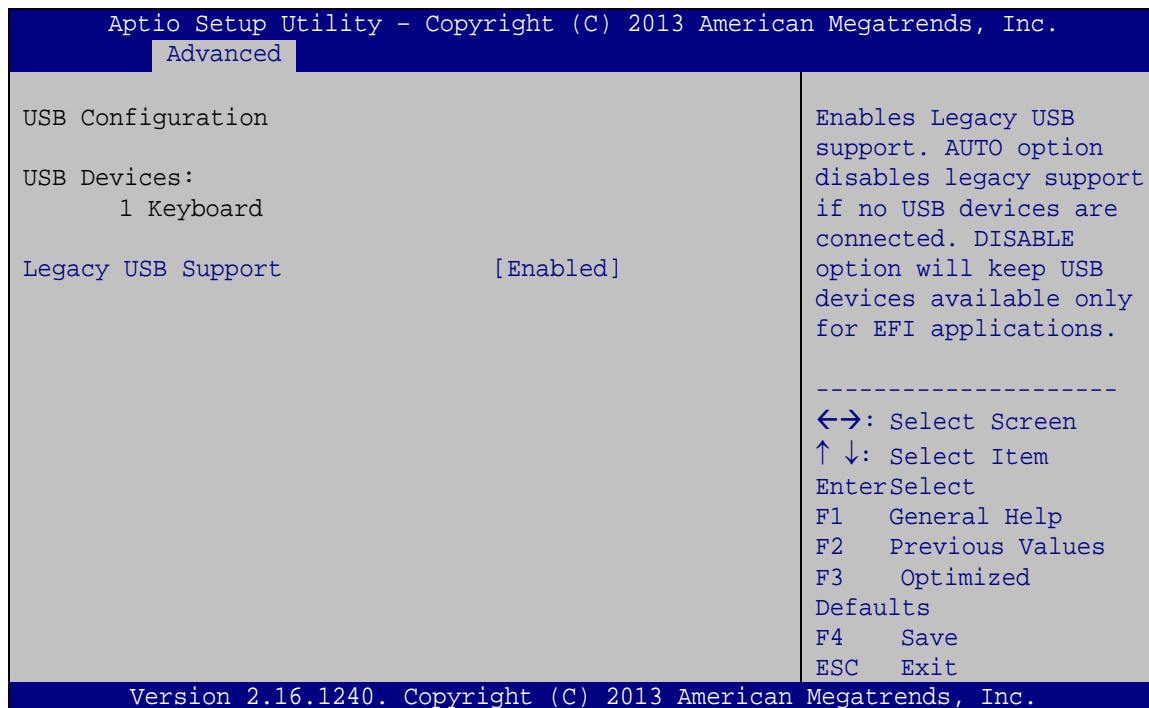 Aptio Setup Utility – Copyright (C) 2013 American Megatrends, Inc.
Advanced
USB Configuration
USB Devices:
1 Keyboard
Legacy USB Support [Enabled]
Enables Legacy USB
support. AUTO option
disables legacy support
if no USB devices are
connected. DISABLE
option will keep USB
devices available only
for EFI applications.
---------------------
←→: Select Screen
↑ ↓: Select Item
EnterSelect
F1 General Help
F2 Previous Values
F3 Optimized
Defaults
F4 Save
ESC Exit
Version 2.16.1240. Copyright (C) 2013 American Megatrends, Inc.